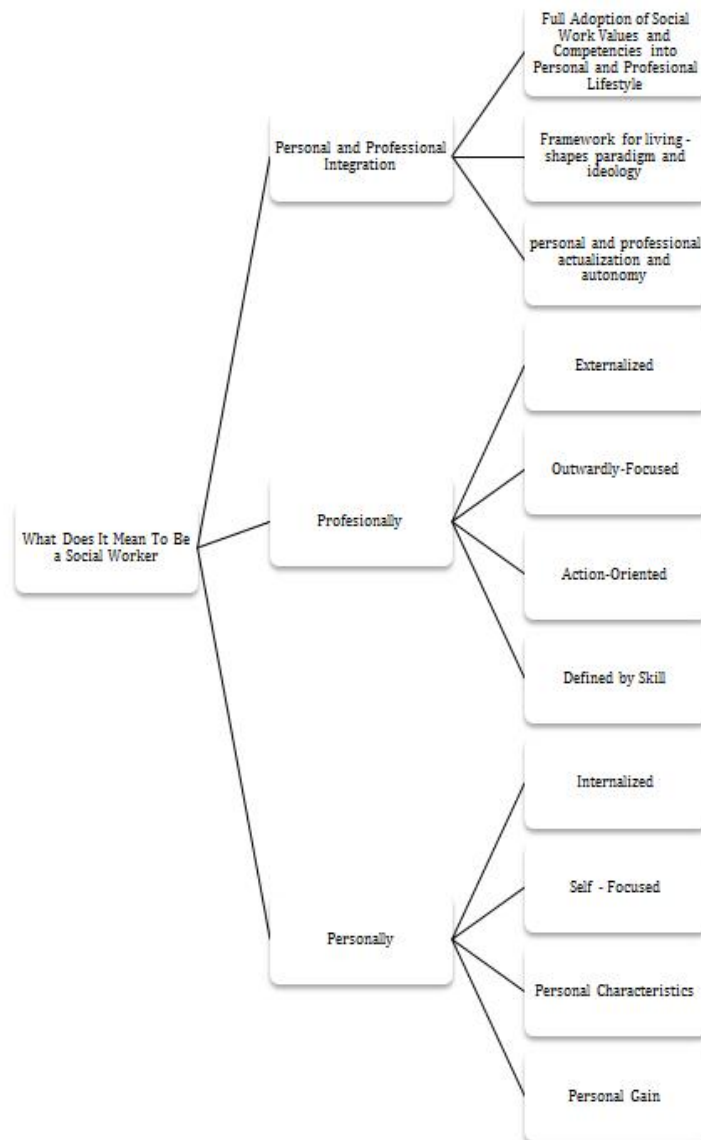 What Does It Mean To Be
a Social Worker
Personal and Professional
Integration
Full Adoption of Social
Work Values and
Competencies into
Personal and Profesional
Lifestyle
Framework for living -
shapes paradigm and
ideology
personal and professional
actualization and
autonomy
Profesionally
Externalized
Outwardly-Focused
Action-Oriented
Defined by Skill
Personally
Internalized
Self - Focused
Personal Characteristics
Personal Gain